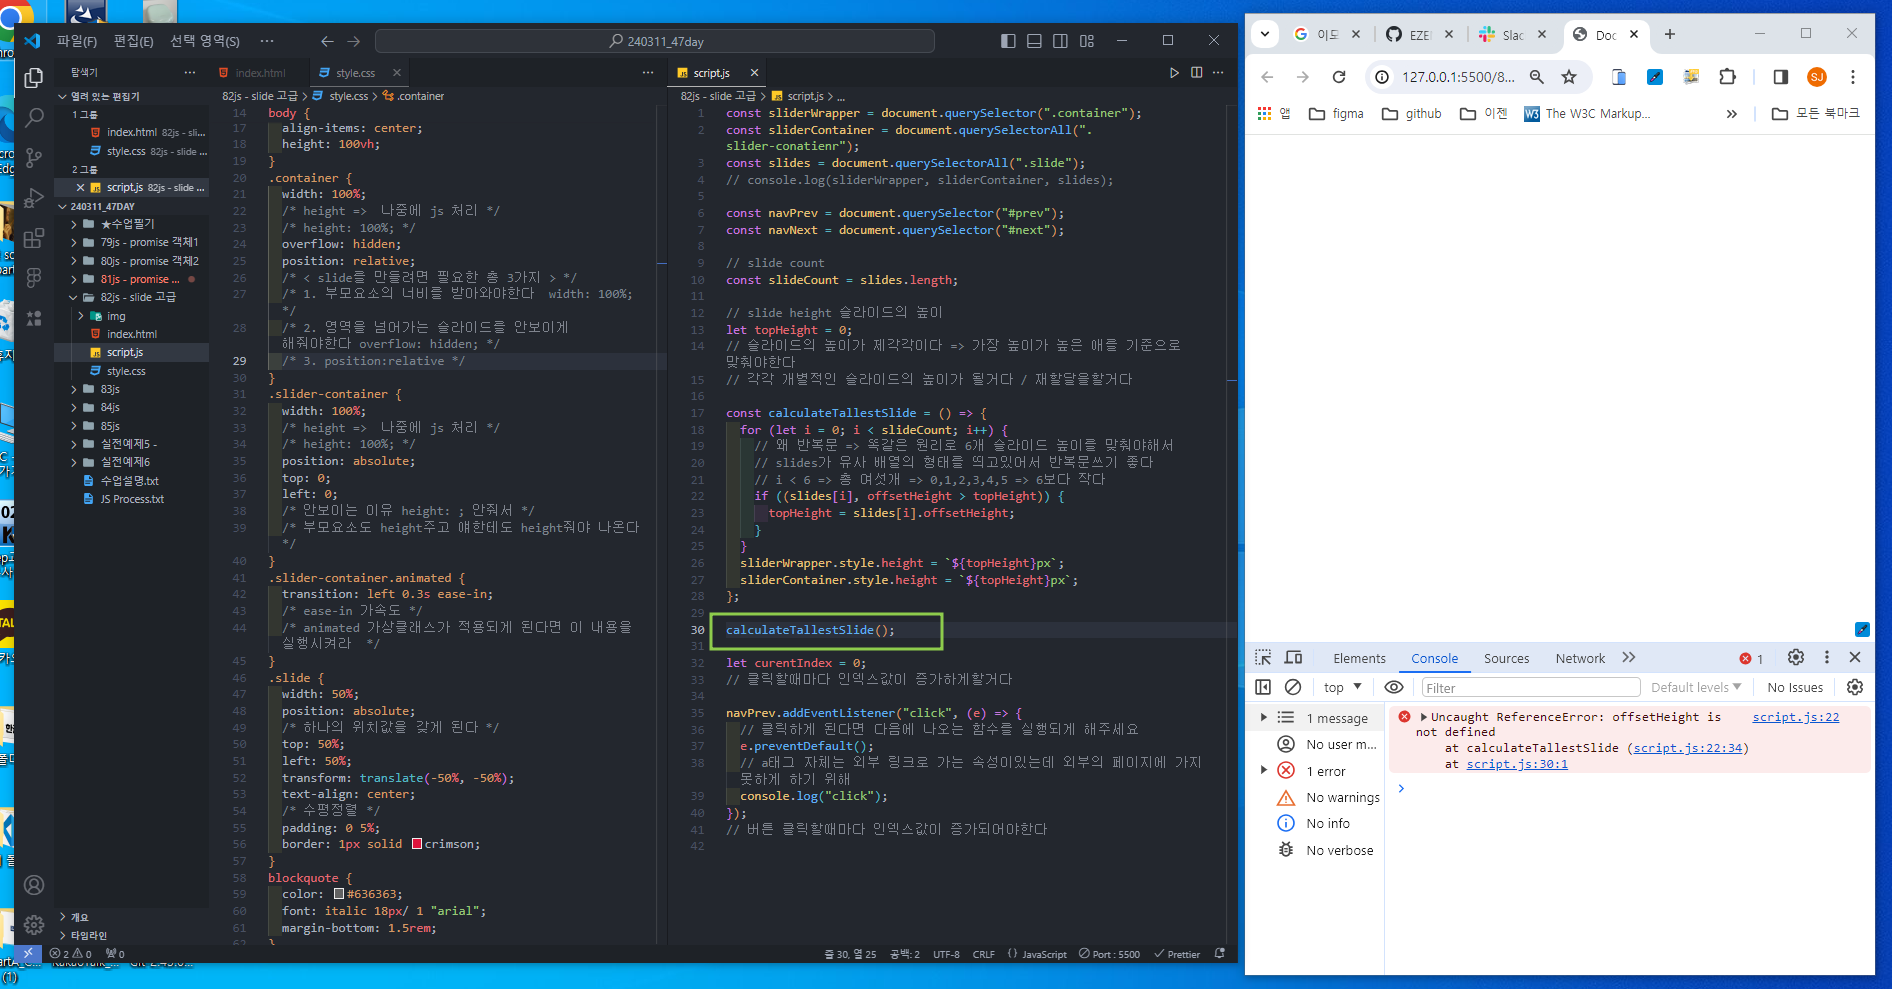 파일(F) 편집(E) 선택 영역(S) ··· 240311_47day
탐색기
열려 있는 편집기
1 그룹
index.html 82js - sli...
style.css 82js - slide ...
2 그룹
script.js 82js - slide ...
240311_47DAY
★수업필기
79js - promise 객체1
80js - promise 객체2
81js - promise ...
82js - slide 고급
img
index.html
script.js
style.css
83js
84js
85js
실전예제5 -
실전예제6
수업설명.txt
JS Process.txt
개요
타임라인
index.html
style.css
82js - slide 고급 > style.css > .container
14 body {
17 align-items: center;
18 height: 100vh;
19 }
20 .container {
21 width: 100%;
22 /* height => 나중에 js 처리 */
23 /* height: 100%; */
24 overflow: hidden;
25 position: relative;
26 /* < slide을 만들려면 필요한 총 3가지 > */
27 /* 1. 부모요소의 너비를 받아와야한다 width: 100%;
*/
28 /* 2. 영역을 넘어가는 슬라이드를 안보이게
해줘야한다 overflow: hidden; */
29 /* 3. position:relative */
30 }
31 .slider-container {
32 width: 100%;
33 /* height => 나중에 js 처리 */
34 /* height: 100%; */
35 position: absolute;
36 top: 0;
37 left: 0;
38 /* 안보이는 이유 height: ; 안줘서 */
39 /* 부모요소도 height주고 얘한테도 height줘야 나온다
*/
40 }
41 .slider-container.animated {
42 transition: left 0.3s ease-in;
43 /* ease-in 가속도 */
44 /* animated 가상클래스가 적용되게 된다면 이 내용을
실행시켜라 */
45 }
46 .slide {
47 width: 50%;
48 position: absolute;
49 /* 하나의 위치값을 갖게 된다 */
50 top: 50%;
51 left: 50%;
52 transform: translate(-50%, -50%);
53 text-align: center;
54 /* 수평정렬 */
55 padding: 0 5%;
56 border: 1px solid crimson;
57 }
58 blockquote {
59 color: #636363;
60 font: italic 18px/ 1 "arial";
61 margin-bottom: 1.5rem;
62 }
script.js
82js - slide 고급 > script.js > ...
1 const sliderWrapper = document.querySelector(".container");
2 const sliderContainer = document.querySelectorAll(".
slider-conatienr");
3 const slides = document.querySelectorAll(".slide");
4 // console.log(sliderWrapper, sliderContainer, slides);
5
6 const navPrev = document.querySelector("#prev");
7 const navNext = document.querySelector("#next");
8
9 // slide count
10 const slideCount = slides.length;
11
12 // slide height 슬라이드의 높이
13 let topHeight = 0;
14 // 슬라이드의 높이가 제각각이다 => 가장 높이가 높은 애를 기준으로
맞춰야한다
15 // 각각 개별적인 슬라이드의 높이가 될거다 / 재할달을할거다
16
17 const calculateTallestSlide = () => {
18 for (let i = 0; i < slideCount; i++) {
19 // 왜 반복문 => 똑같은 원리로 6개 슬라이드 높이를 맞춰야해서
20 // slides가 유사 배열의 형태를 띄고있어서 반복문쓰기 좋다
21 // i < 6 => 총 여섯개 => 0,1,2,3,4,5 => 6보다 작다
22 if ((slides[i], offsetHeight > topHeight)) {
23 topHeight = slides[i].offsetHeight;
24 }
25 }
26 sliderWrapper.style.height = `${topHeight}px`;
27 sliderContainer.style.height = `${topHeight}px`;
28 };
29
30 calculateTallestSlide();
31
32 let curentIndex = 0;
33 // 클릭할때마다 인덱스값이 증가하게할거다
34
35 navPrev.addEventListener("click", (e) => {
36 // 클릭하게 된다면 다음에 나오는 함수를 실행되게 해주세요
37 e.preventDefault();
38 // a태그 자체는 외부 링크로 가는 속성이있는데 외부의 페이지에 가지
못하게 하기 위해
39 console.log("click");
40 });
41 // 버튼 클릭할때마다 인덱스값이 증가되어야한다
42
2 0 0
줄 30, 열 25 공백: 2 UTF-8 CRLF {} JavaScript Port : 5500 Prettier
이모 EZEI Slac Doc
127.0.0.1:5500/8...
SJ
앱 figma github 이젠 W3 The W3C Markup... » 모든 북마크
Elements Console Sources Network 1
top Filter Default levels No Issues
1 message
No user m...
1 error
No warnings
No info
No verbose
Uncaught ReferenceError: offsetHeight is script.js:22
not defined
at calculateTallestSlide (script.js:22:34)
at script.js:30:1